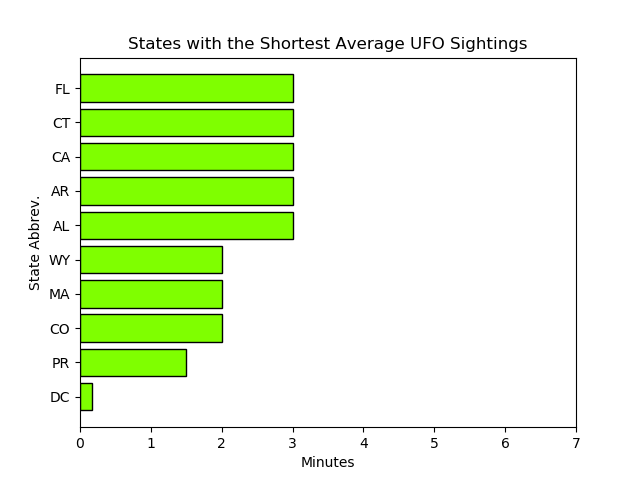 States with the Shortest Average UFO Sightings
FL
CT
CA
AR
AL
WY
MA
CO
PR
DC
State Abbrev.
0 1 2 3 4 5 6 7
Minutes